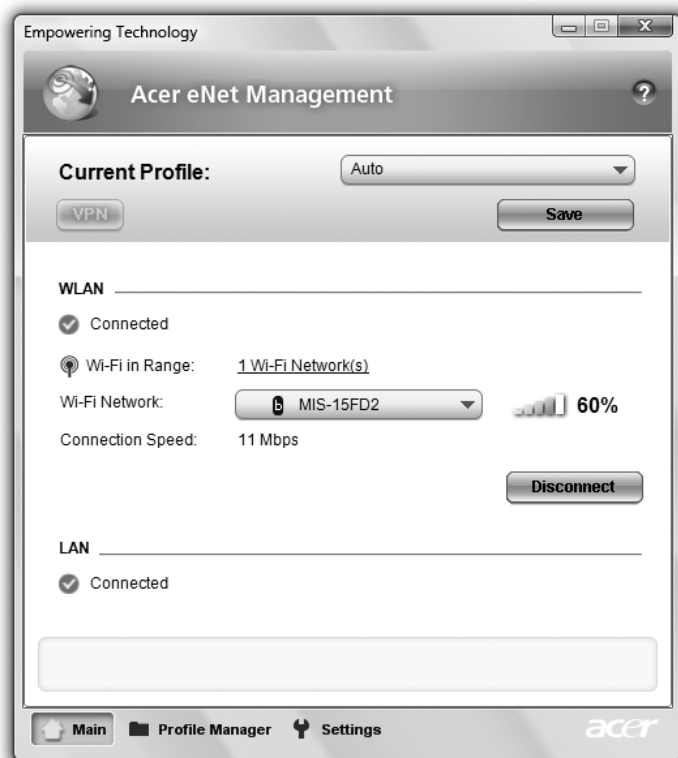 Empowering Technology
Acer eNet Management
?
Current Profile:
Auto
VPN
Save
WLAN
Connected
Wi-Fi in Range:
1 Wi-Fi Network(s)
Wi-Fi Network:
b MIS-15FD2
60%
Connection Speed:
11 Mbps
Disconnect
LAN
Connected
Main
Profile Manager
Settings
acer